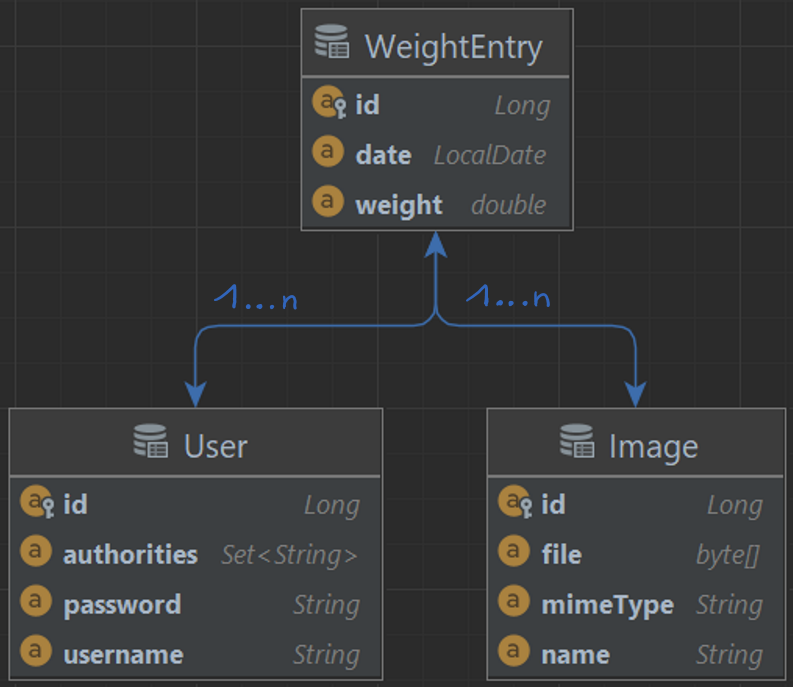 WeightEntry
id Long
date LocalDate
weight double
1...n 1...n
User
id Long
authorities Set<String>
password String
username String
Image
id Long
file byte[]
mimeType String
name String